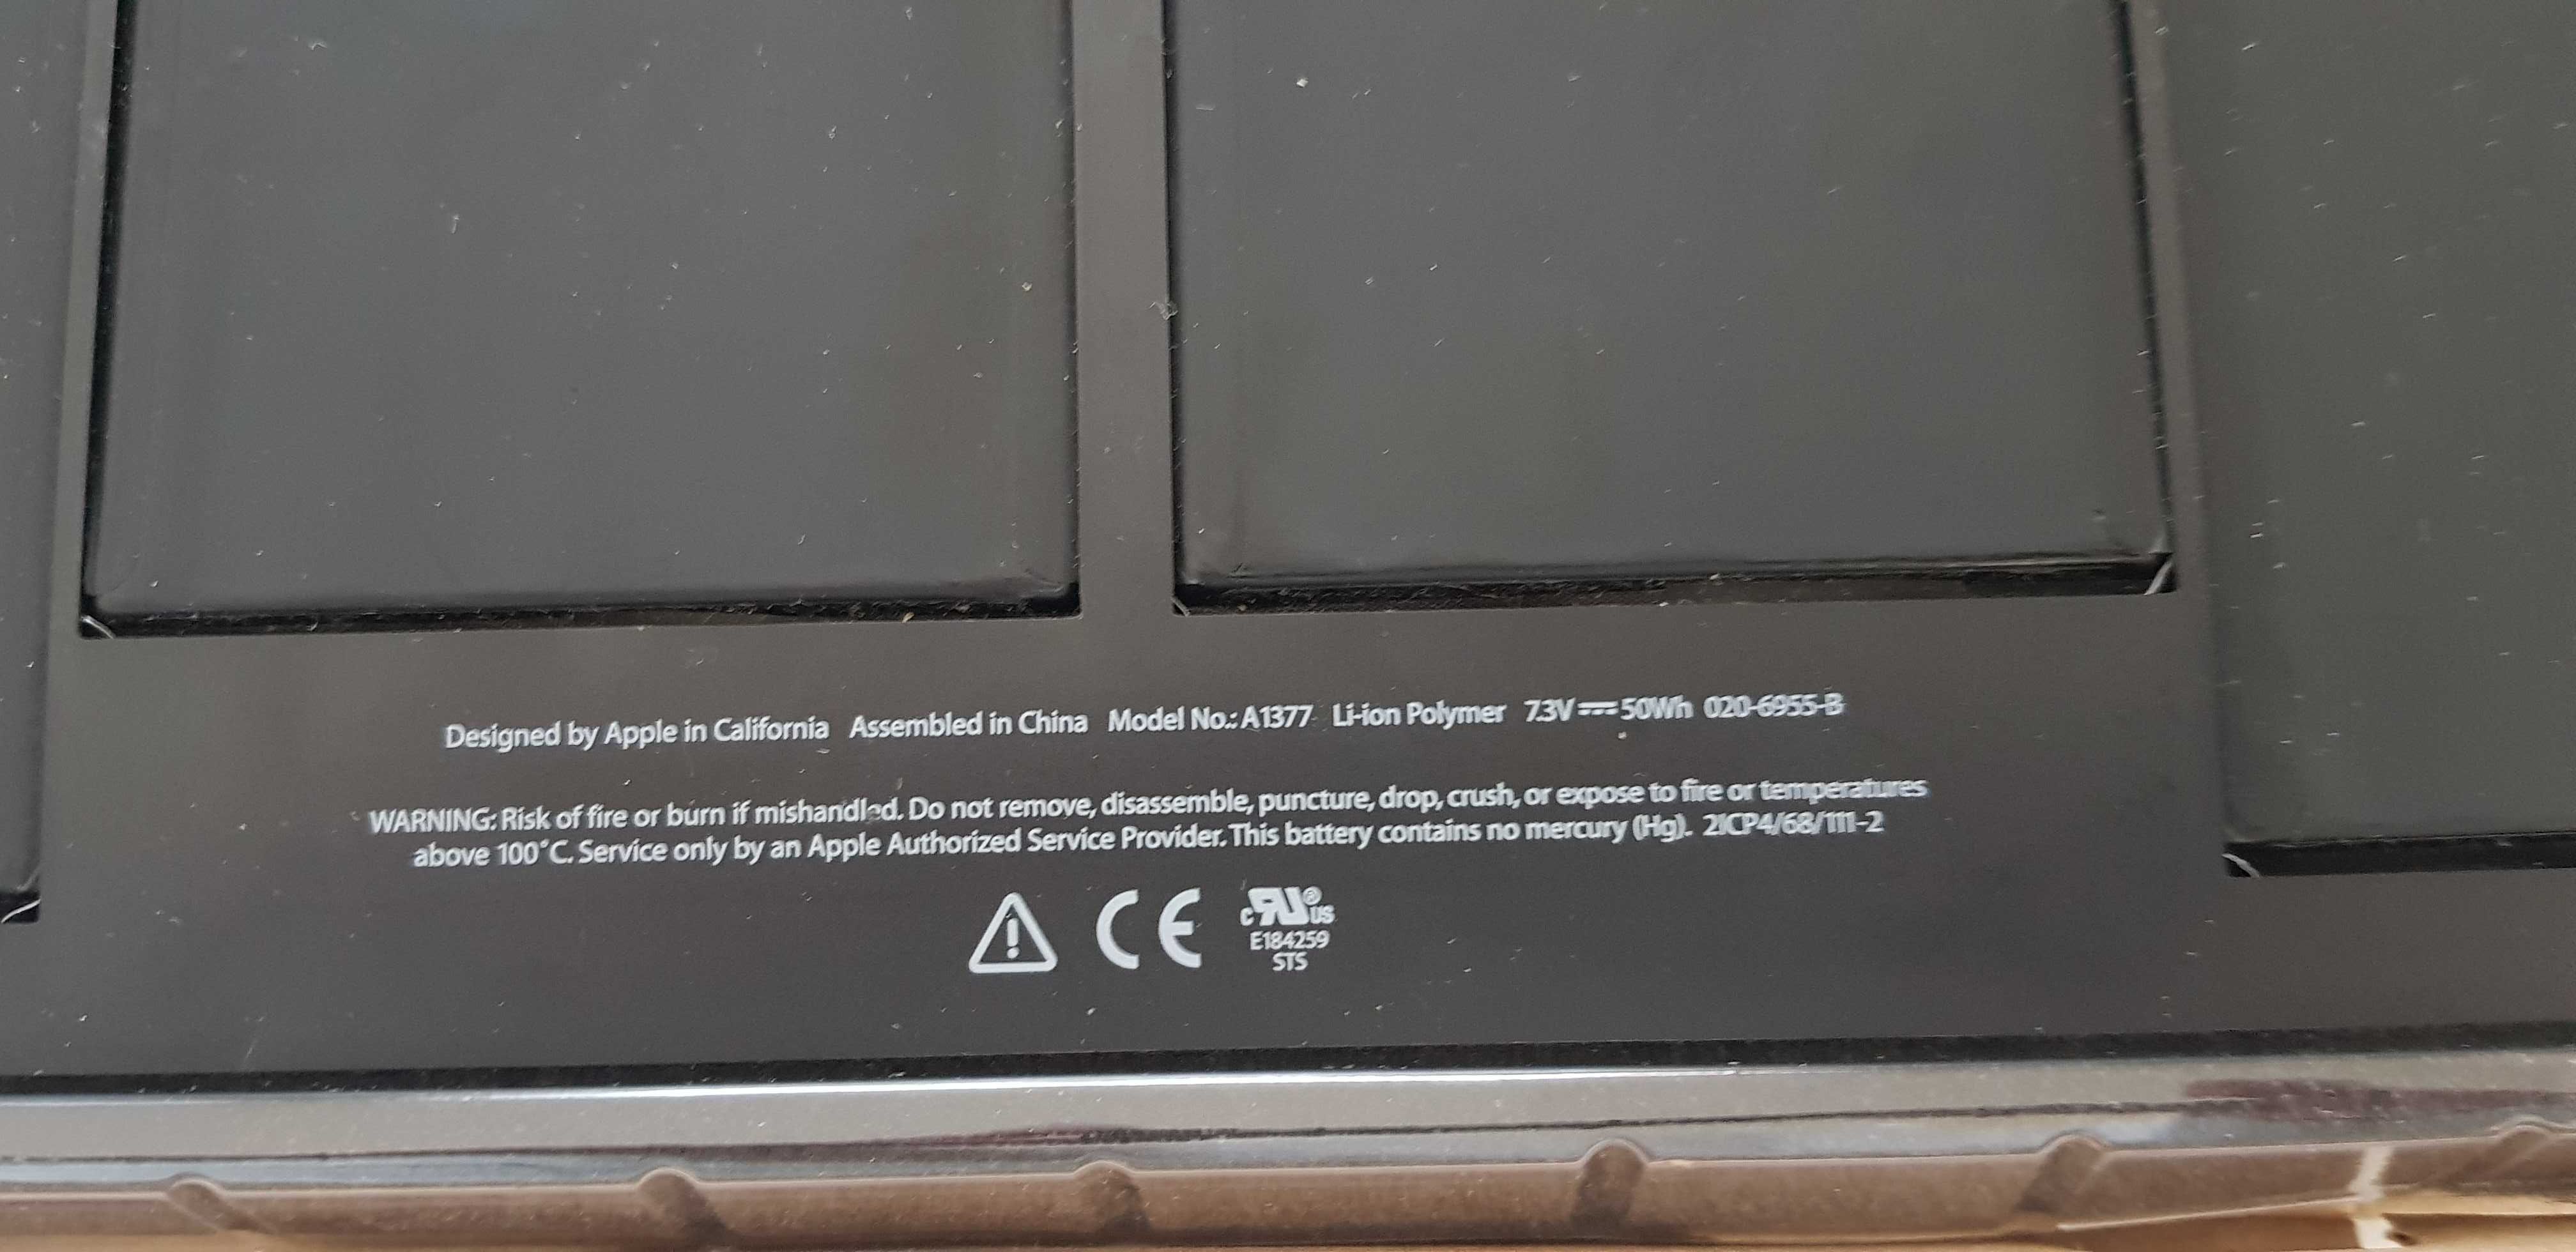 Designed by Apple in California Assembled in China Model No.: A1377 Li-ion Polymer 7.3V⎓50Wh 020-6955-B
WARNING: Risk of fire or burn if mishandled. Do not remove, disassemble, puncture, drop, crush, or expose to fire or temperatures
above 100°C. Service only by an Apple Authorized Service Provider. This battery contains no mercury (Hg). 2ICP4/68/111-2
CE c RU ® US
E184259
STS